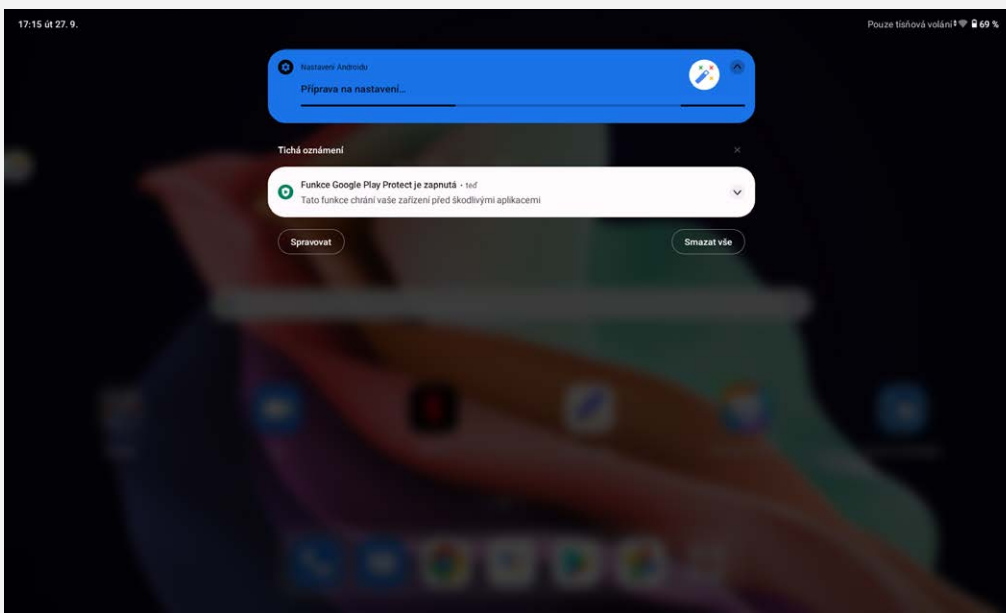 17:15 út 27. 9.
Pouze tísňová volání 69 %
Nastavení Androidu
Příprava na nastavení…
Tichá oznámení
Funkce Google Play Protect je zapnutá • teď
Tato funkce chrání vaše zařízení před škodlivými aplikacemi
Spravovat
Smazat vše